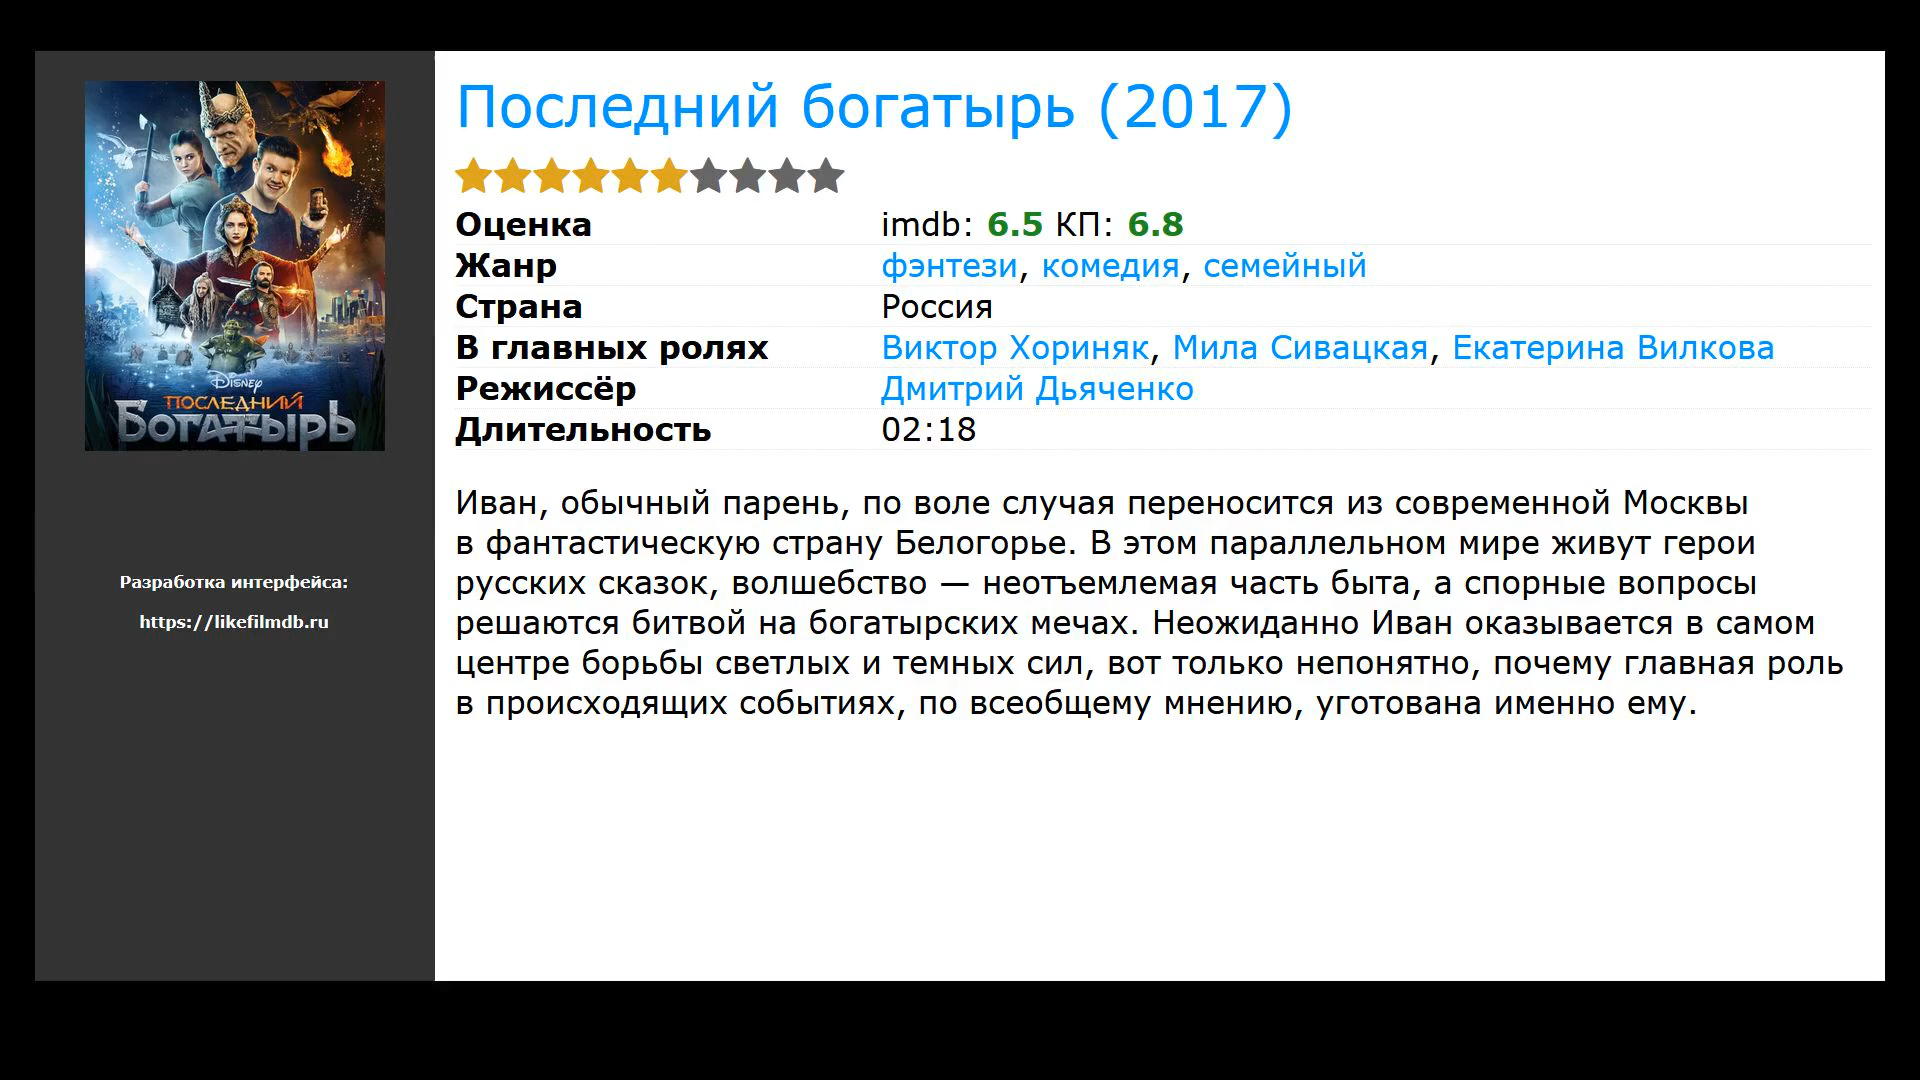 Disney
ПОСЛЕДНИЙ
БОГАТЫРЬ
Разработка интерфейса:
https://likefilmdb.ru
Последний богатырь (2017)
Оценка imdb: 6.5 КП: 6.8
Жанр фэнтези, комедия, семейный
Страна Россия
В главных ролях Виктор Хориняк, Мила Сивацкая, Екатерина Вилкова
Режиссёр Дмитрий Дьяченко
Длительность 02:18
Иван, обычный парень, по воле случая переносится из современной Москвы
в фантастическую страну Белогорье. В этом параллельном мире живут герои
русских сказок, волшебство — неотъемлемая часть быта, а спорные вопросы
решаются битвой на богатырских мечах. Неожиданно Иван оказывается в самом
центре борьбы светлых и темных сил, вот только непонятно, почему главная роль
в происходящих событиях, по всеобщему мнению, уготована именно ему.